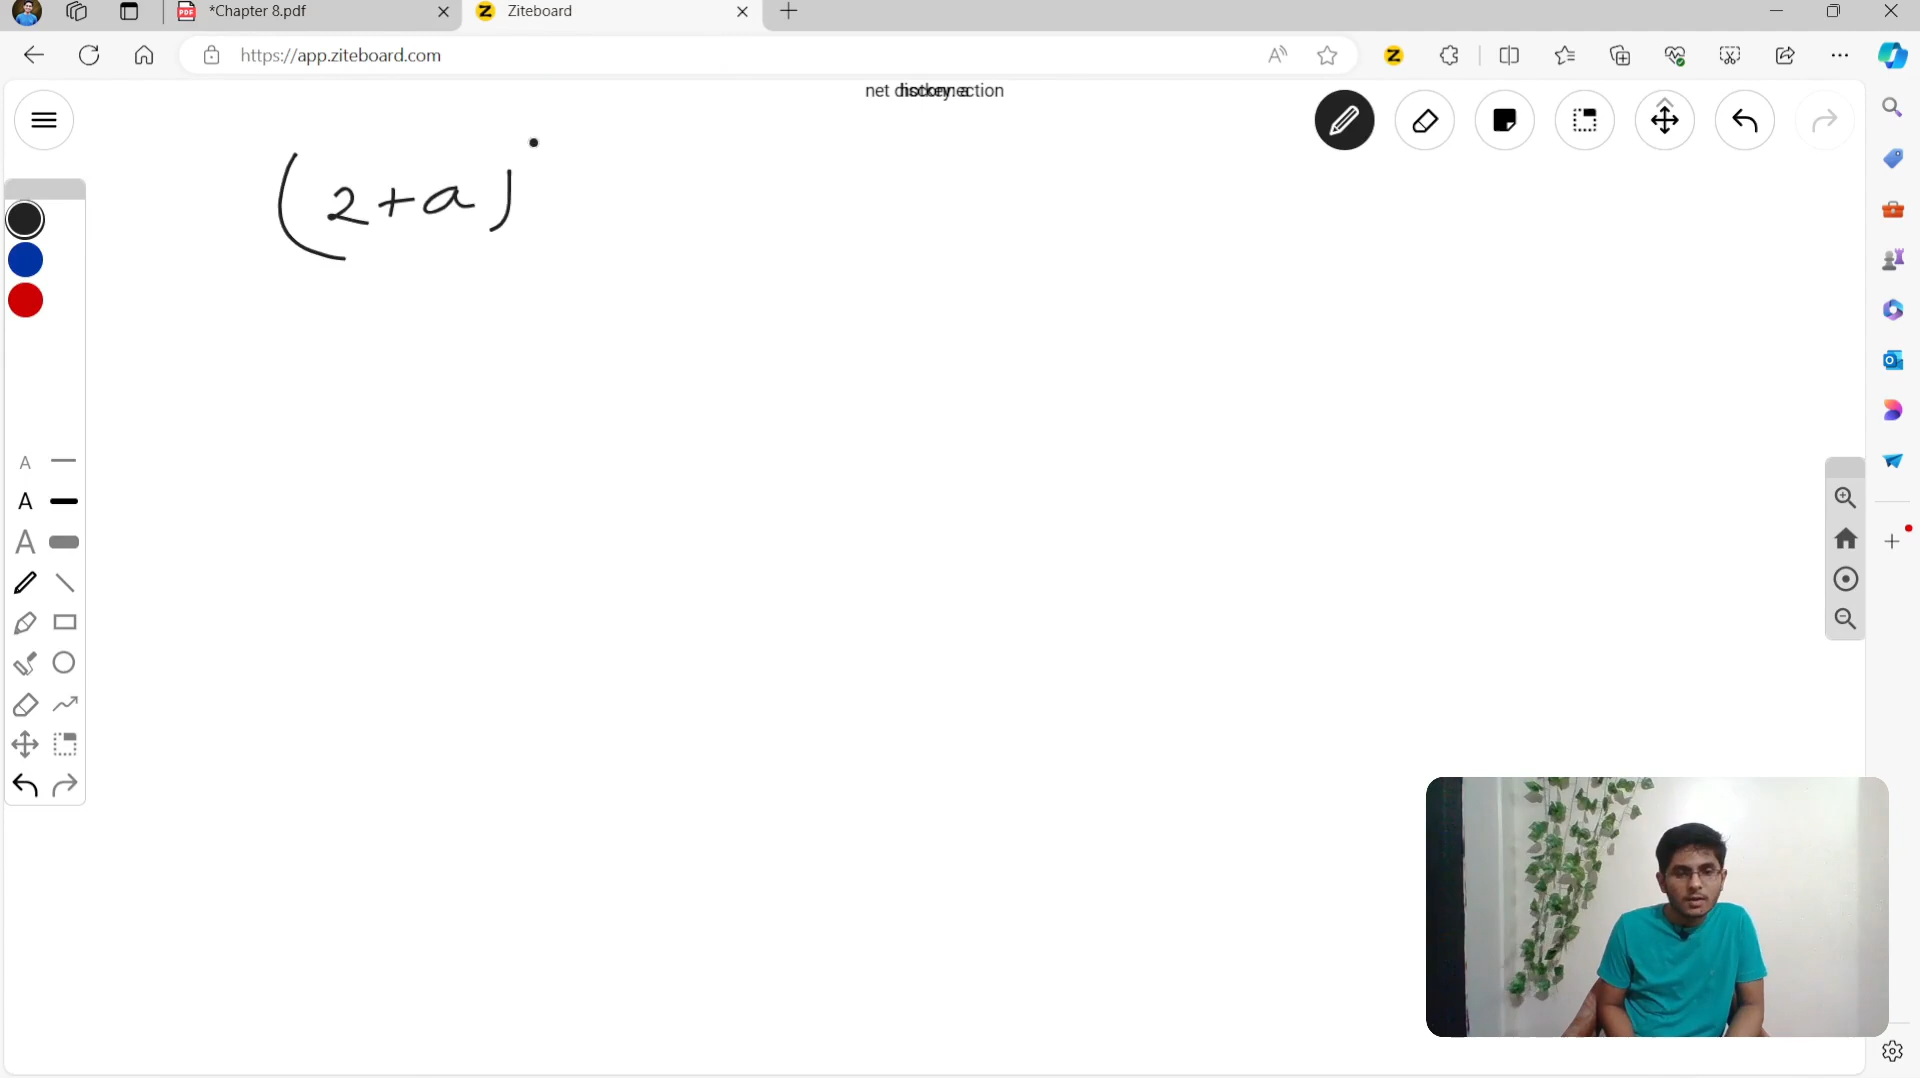 *Chapter 8.pdf
Ziteboard
https://app.ziteboard.com
(2+a)
A
A
A